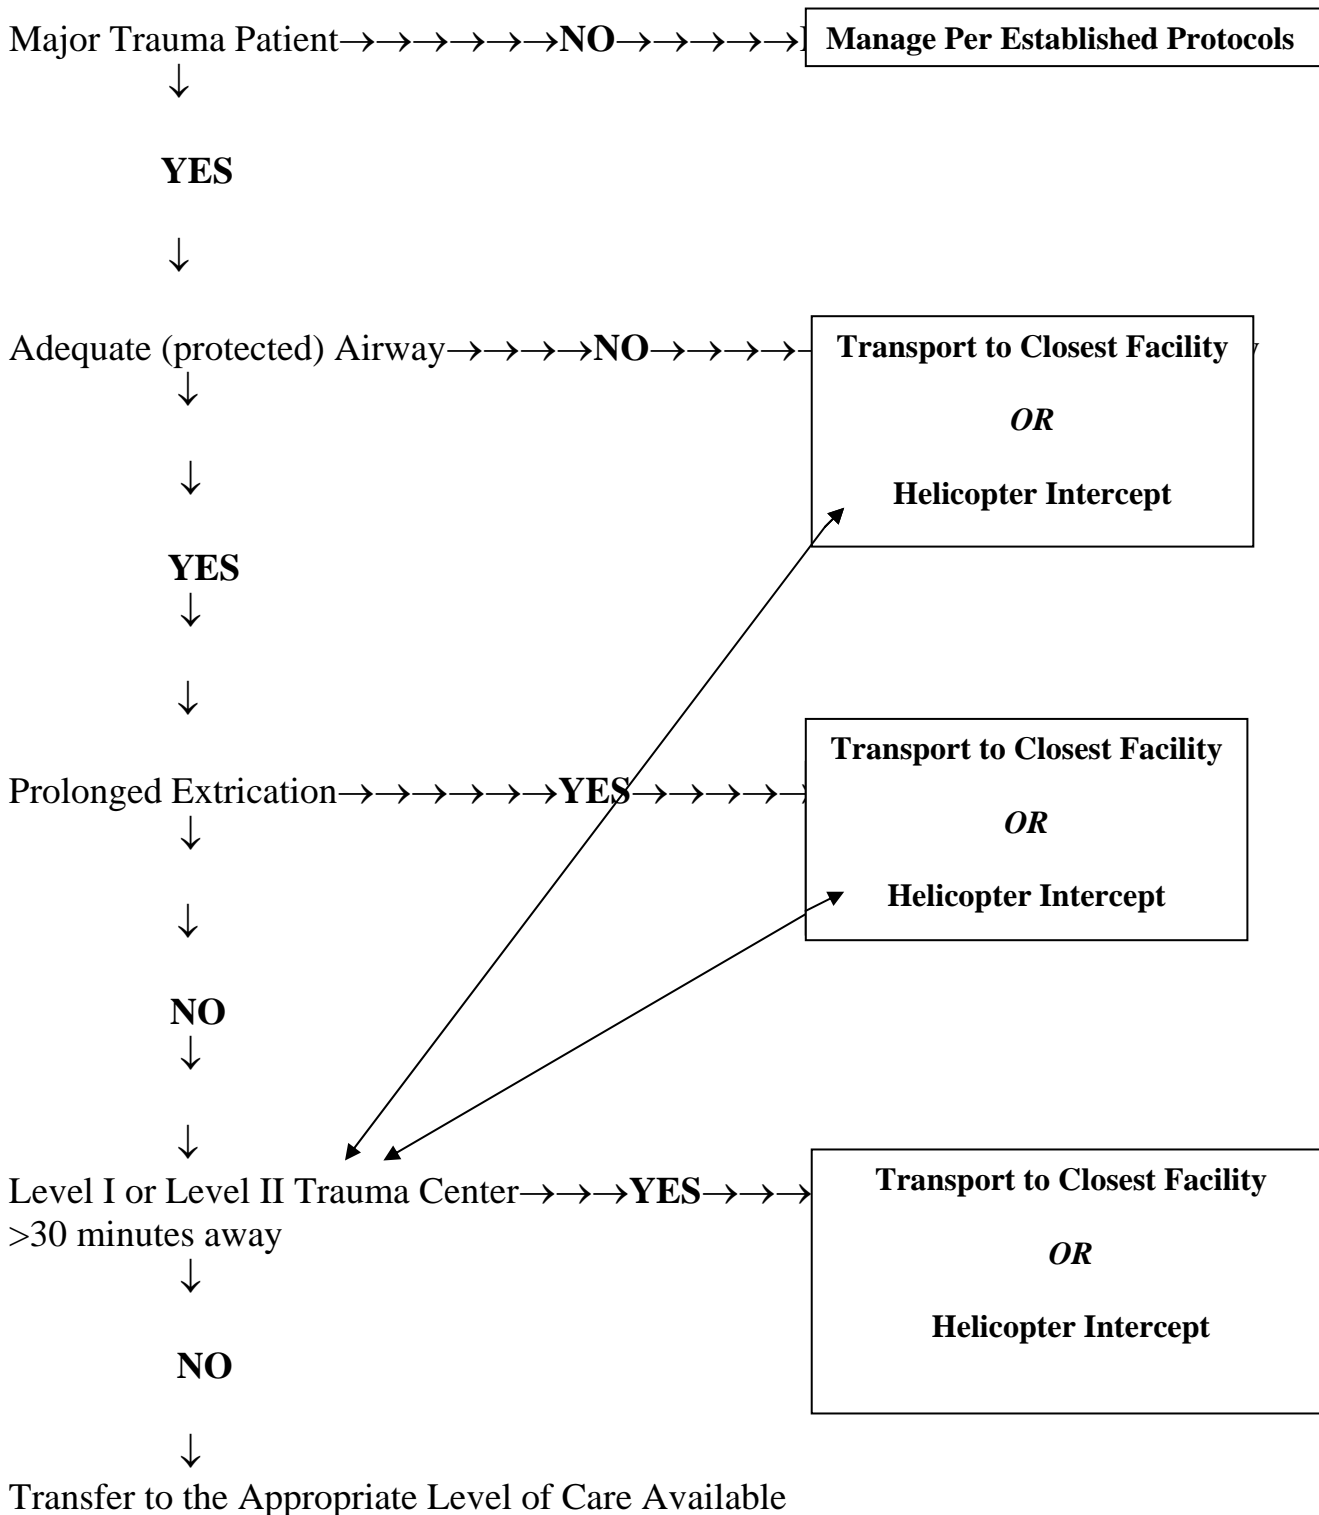 Major Trauma Patient→→→→→→→NO→→→→→ Manage Per Established Protocols
↓
YES
↓
Adequate (protected) Airway→→→→→NO→→→→→ Transport to Closest Facility
↓
OR
↓
Helicopter Intercept
YES
↓
↓
Transport to Closest Facility
Prolonged Extrication→→→→→→→YES→→→→→
↓
OR
↓
Helicopter Intercept
NO
↓
↓
Level I or Level II Trauma Center→→→YES→→→ Transport to Closest Facility
>30 minutes away
OR
↓
Helicopter Intercept
NO
↓
Transfer to the Appropriate Level of Care Available